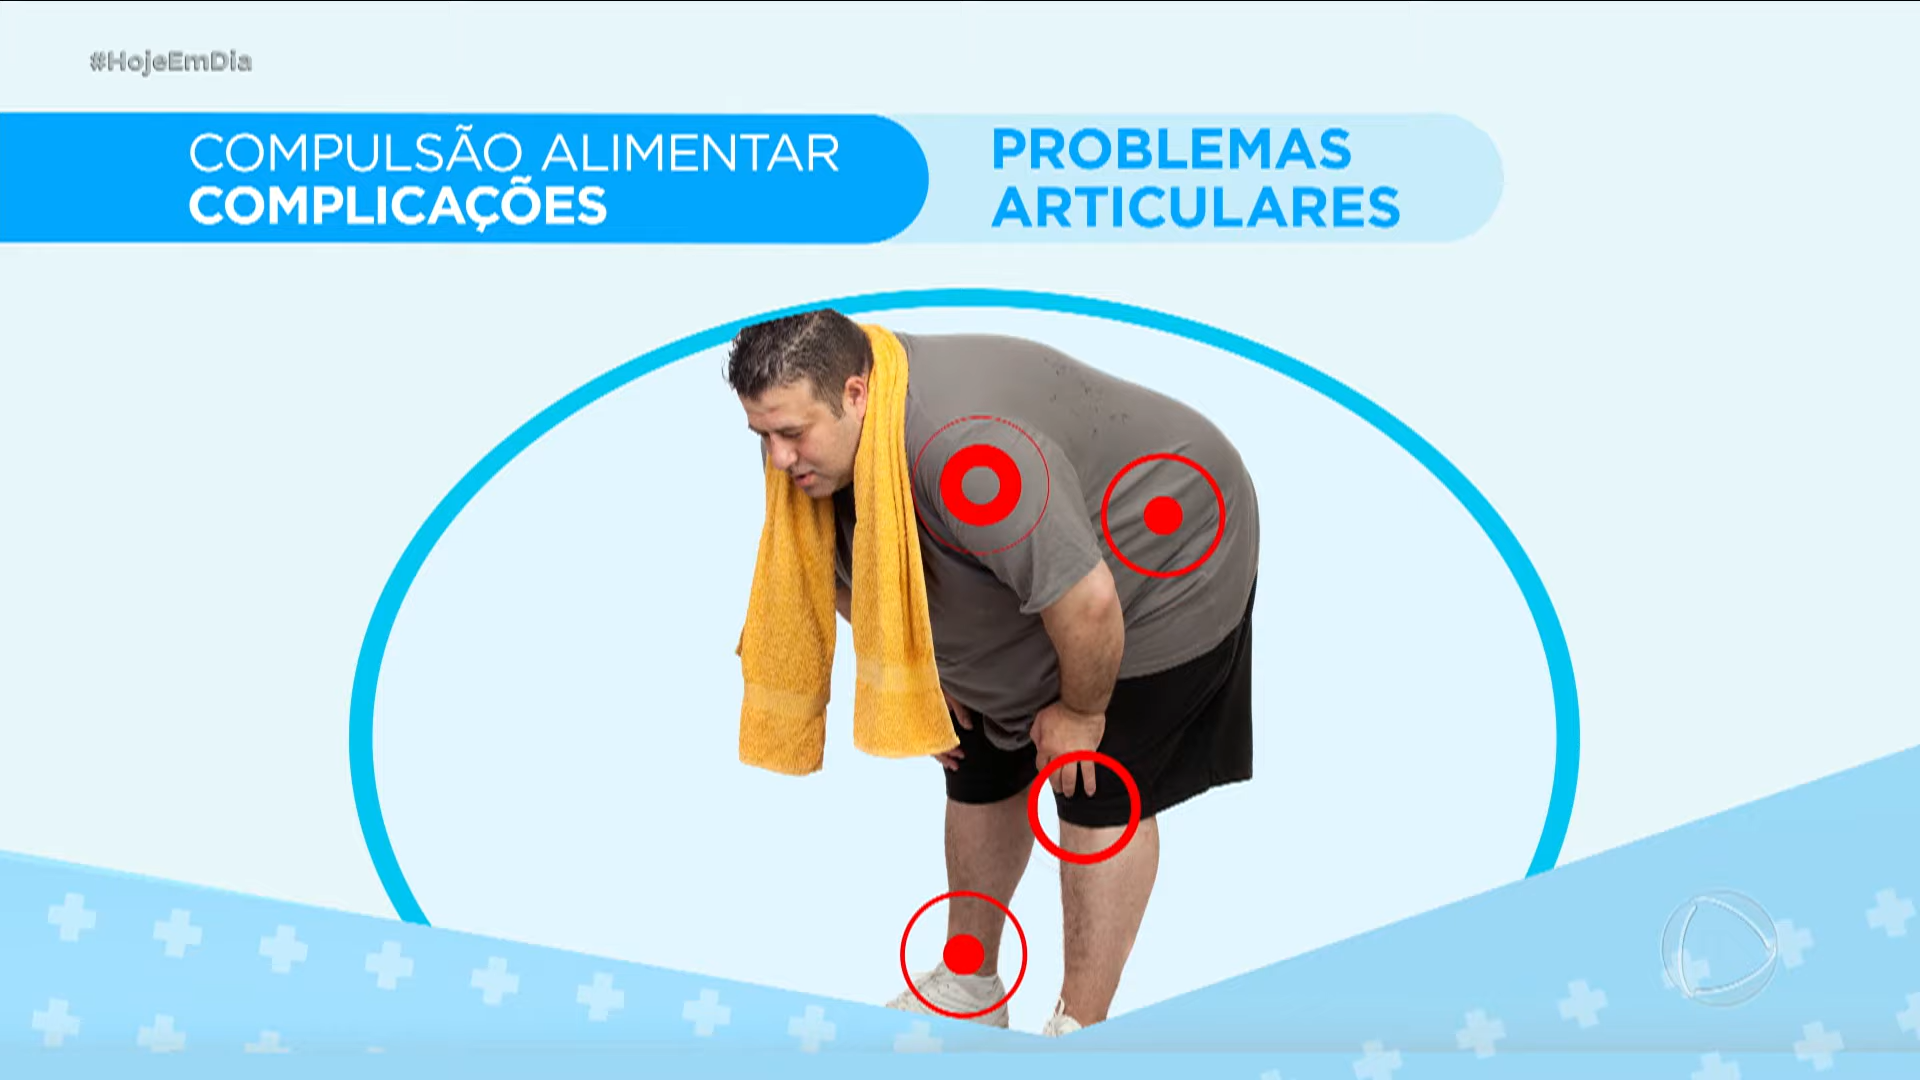 #HojeEmDia
COMPULSÃO ALIMENTAR
COMPLICAÇÕES
PROBLEMAS
ARTICULARES